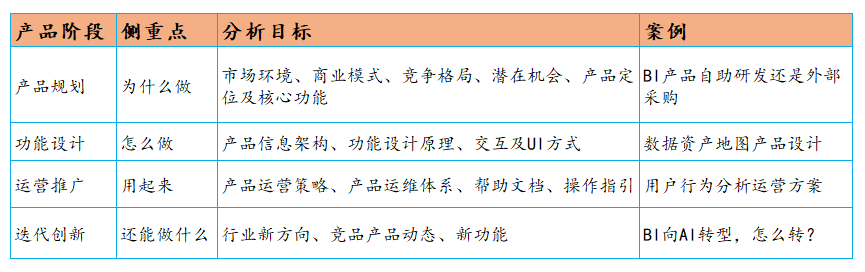 产品阶段 侧重点 分析目标 案例
产品规划 为什么做 市场环境、商业模式、竞争格局、潜在机会、产品定位及核心功能 BI产品自助研发还是外部采购
功能设计 怎么做 产品信息架构、功能设计原理、交互及UI方式 数据资产地图产品设计
运营推广 用起来 产品运营策略、产品运维体系、帮助文档、操作指引 用户行为分析运营方案
迭代创新 还能做什么 行业新方向、竞品产品动态、新功能 BI向AI转型，怎么转？